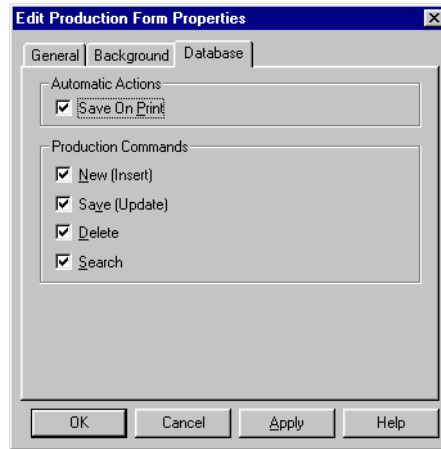 Edit Production Form Properties
General Background Database
Automatic Actions
Save On Print
Production Commands
New (Insert)
Save (Update)
Delete
Search
OK Cancel Apply Help